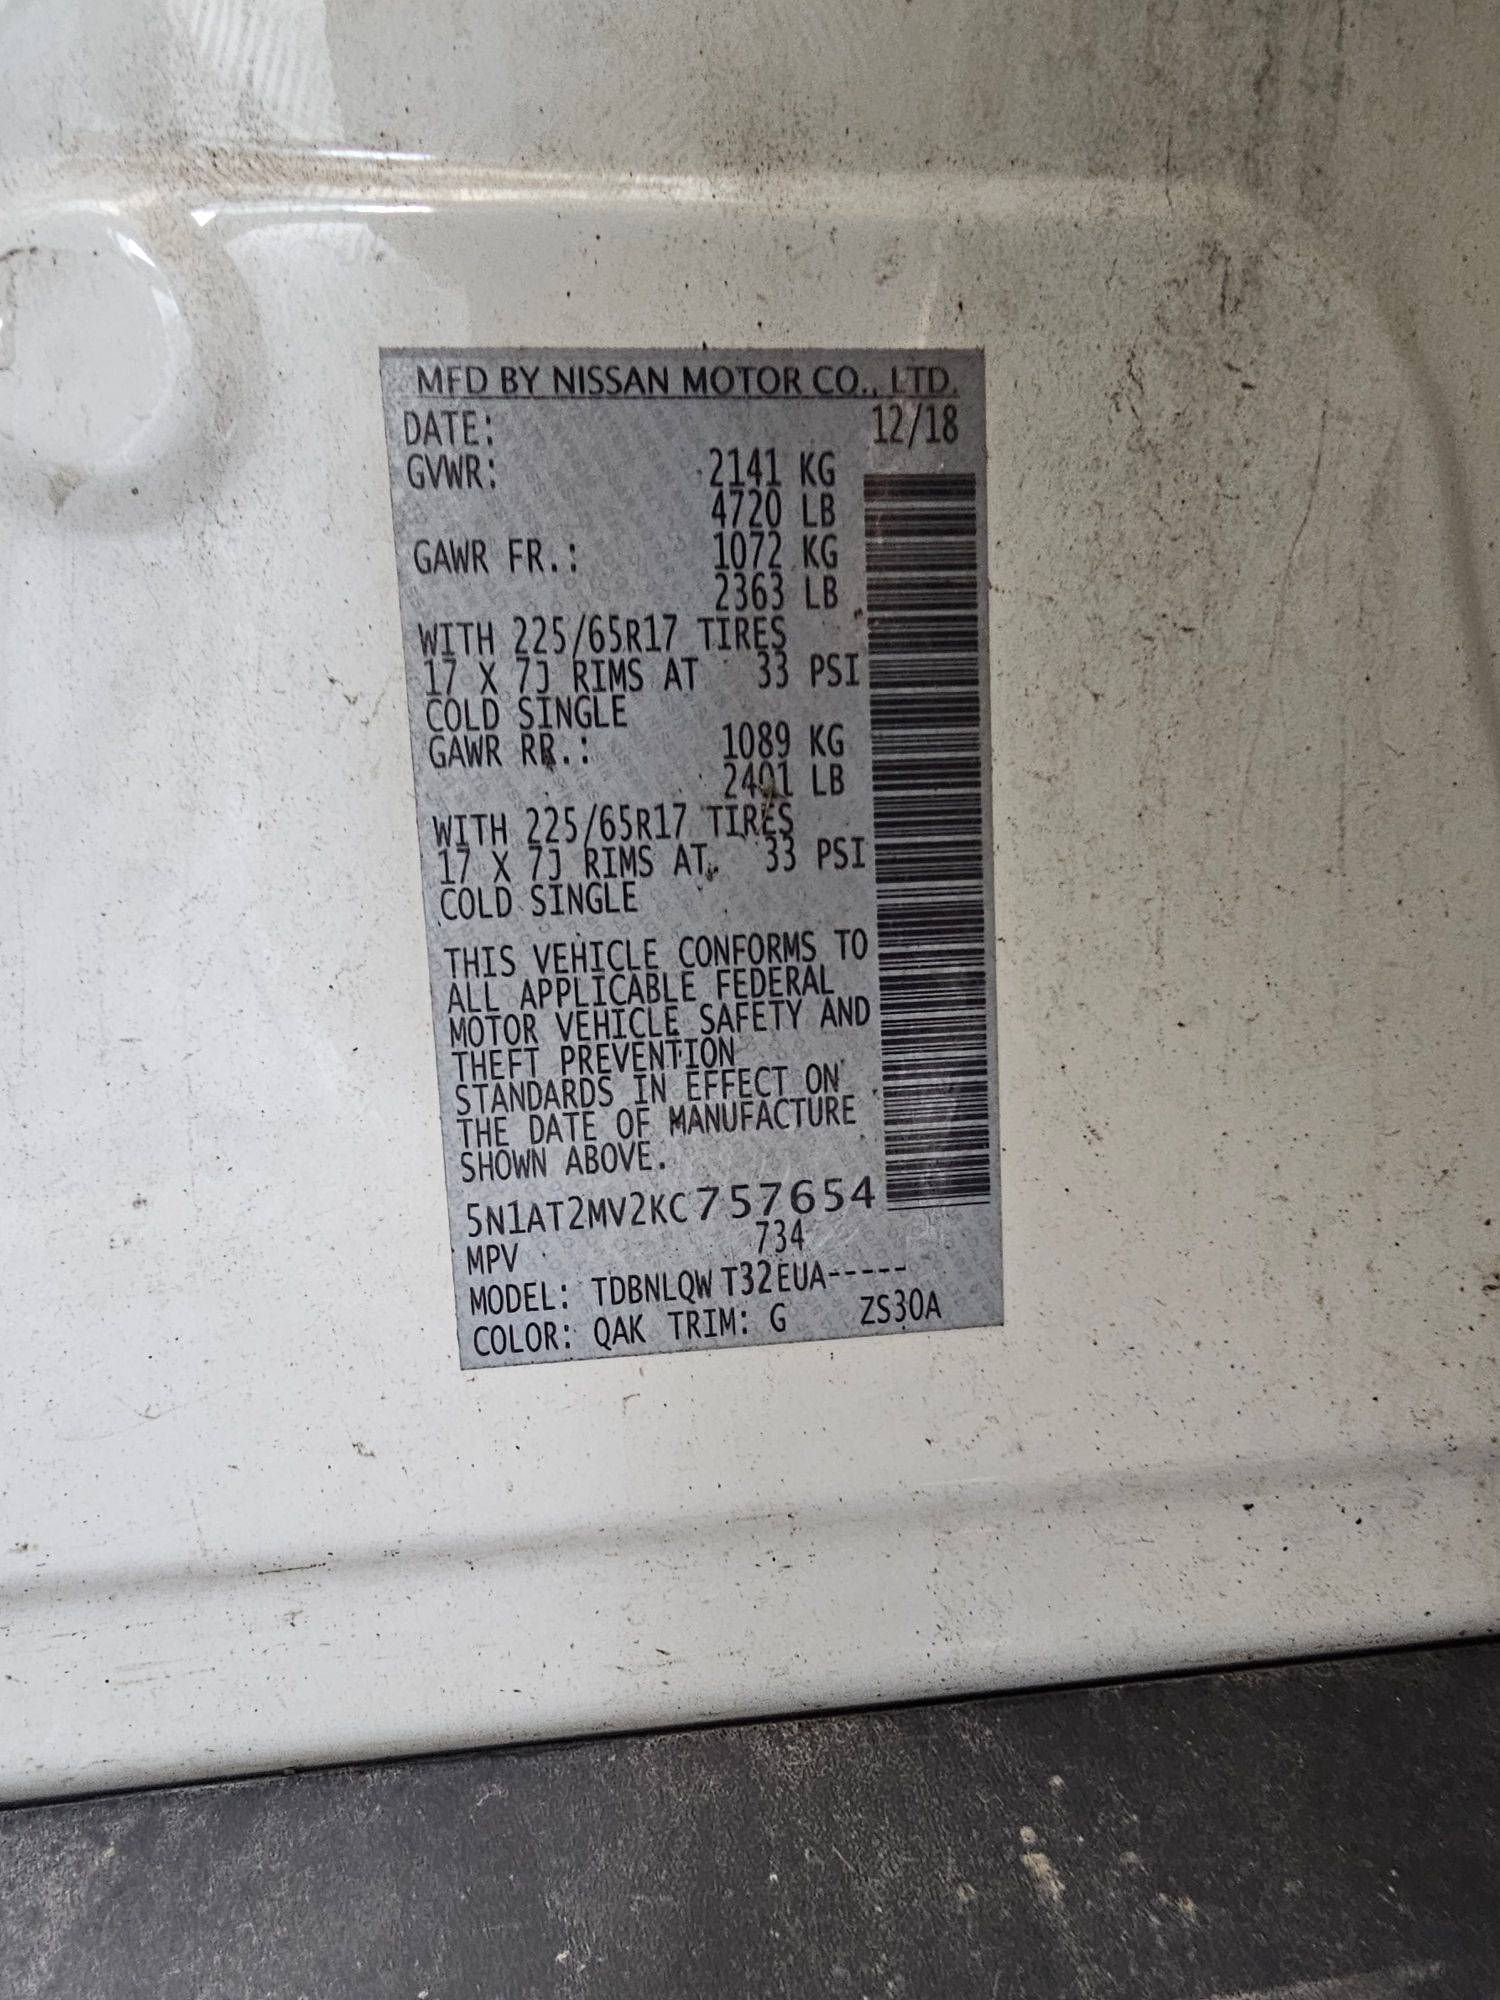 MFD BY NISSAN MOTOR CO., LTD.
DATE: 12/18
GVWR: 2141 KG
4720 LB
GAWR FR.: 1072 KG
2363 LB
WITH 225/65R17 TIRES
17 X 7J RIMS AT 33 PSI
COLD SINGLE
GAWR RR.: 1089 KG
2401 LB
WITH 225/65R17 TIRES
17 X 7J RIMS AT 33 PSI
COLD SINGLE
THIS VEHICLE CONFORMS TO
ALL APPLICABLE FEDERAL
MOTOR VEHICLE SAFETY AND
THEFT PREVENTION
STANDARDS IN EFFECT ON
THE DATE OF MANUFACTURE
SHOWN ABOVE.
5N1AT2MV2KC757654
MPV 734
MODEL: TDBNLQW T32EUA-----
COLOR: QAK TRIM: G ZS30A